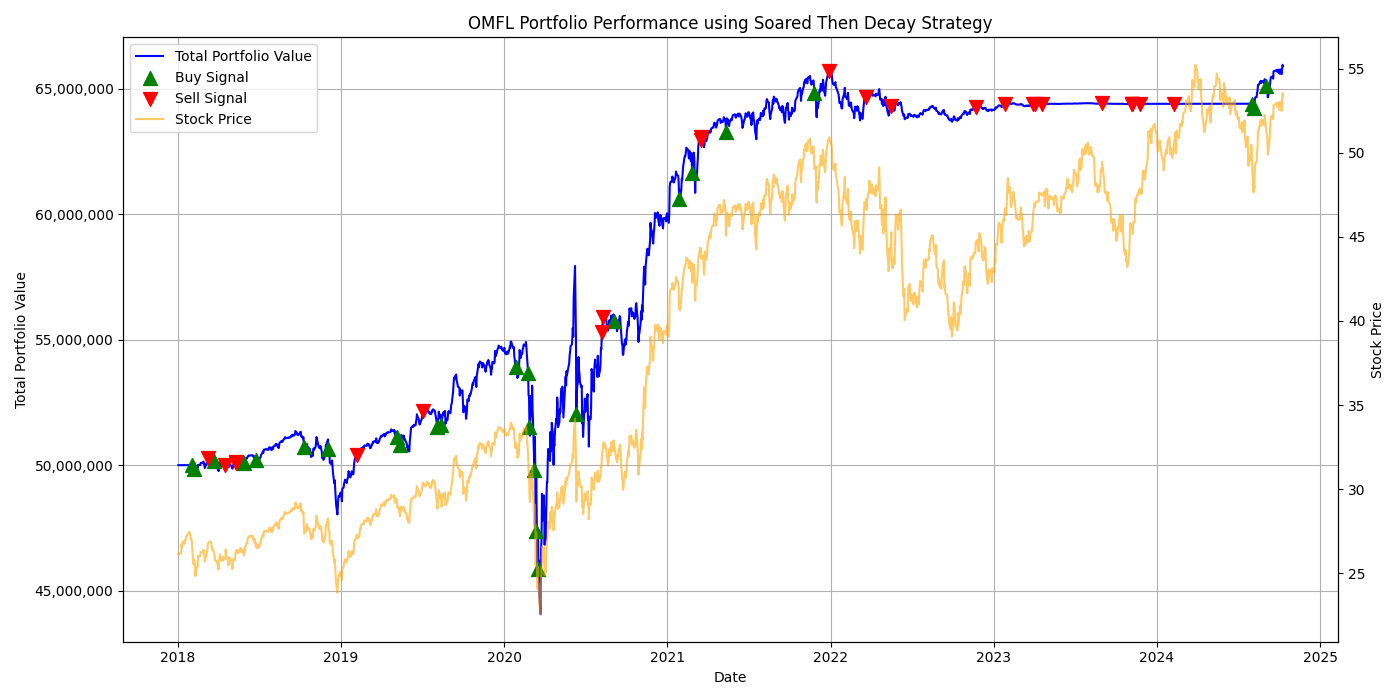 OMFL Portfolio Performance using Soared Then Decay Strategy
Total Portfolio Value
Buy Signal
Sell Signal
Stock Price
65,000,000
60,000,000
55,000,000
50,000,000
45,000,000
Total Portfolio Value
55
50
45
40
35
30
25
Stock Price
2018
2019
2020
2021
2022
2023
2024
2025
Date